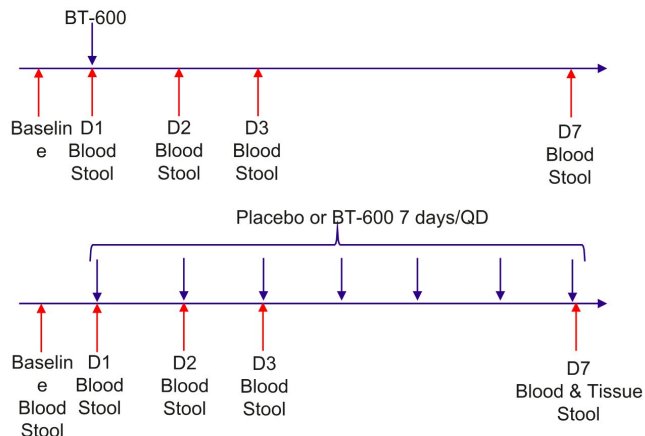 BT-600
Baselin
e
D1
Blood
Stool
D2
Blood
Stool
D3
Blood
Stool
D7
Blood
Stool
Placebo or BT-600 7 days/QD
Baselin
e
Blood
Stool
D1
Blood
Stool
D2
Blood
Stool
D3
Blood
Stool
D7
Blood & Tissue
Stool